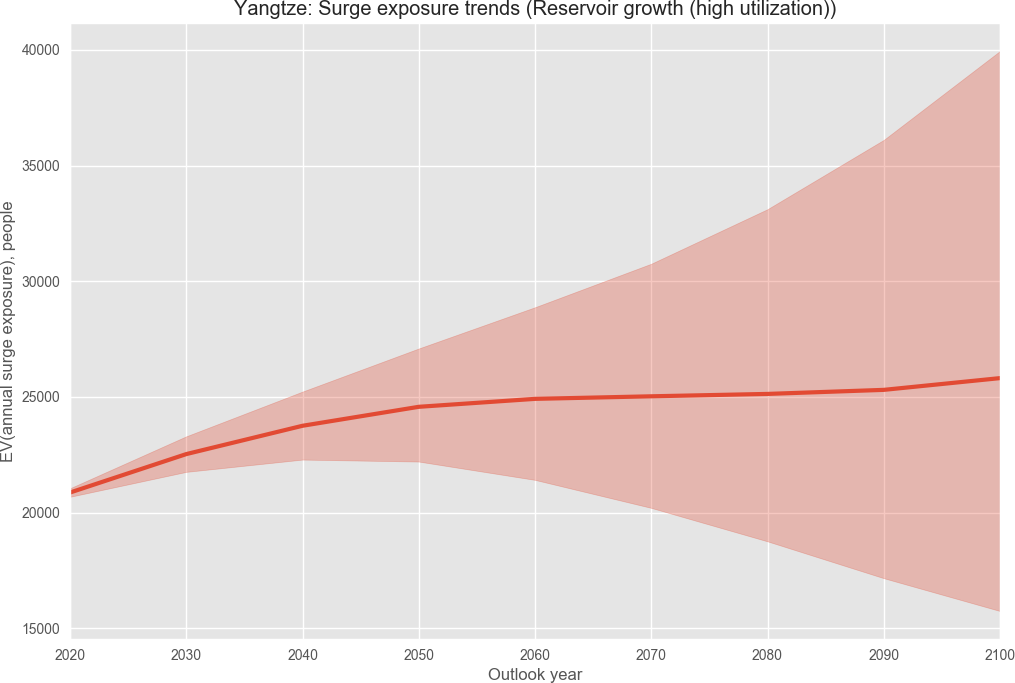 Yangtze: Surge exposure trends (Reservoir growth (high utilization))
EV(annual surge exposure), people
40000
35000
30000
25000
20000
15000
2020 2030 2040 2050 2060 2070 2080 2090 2100
Outlook year